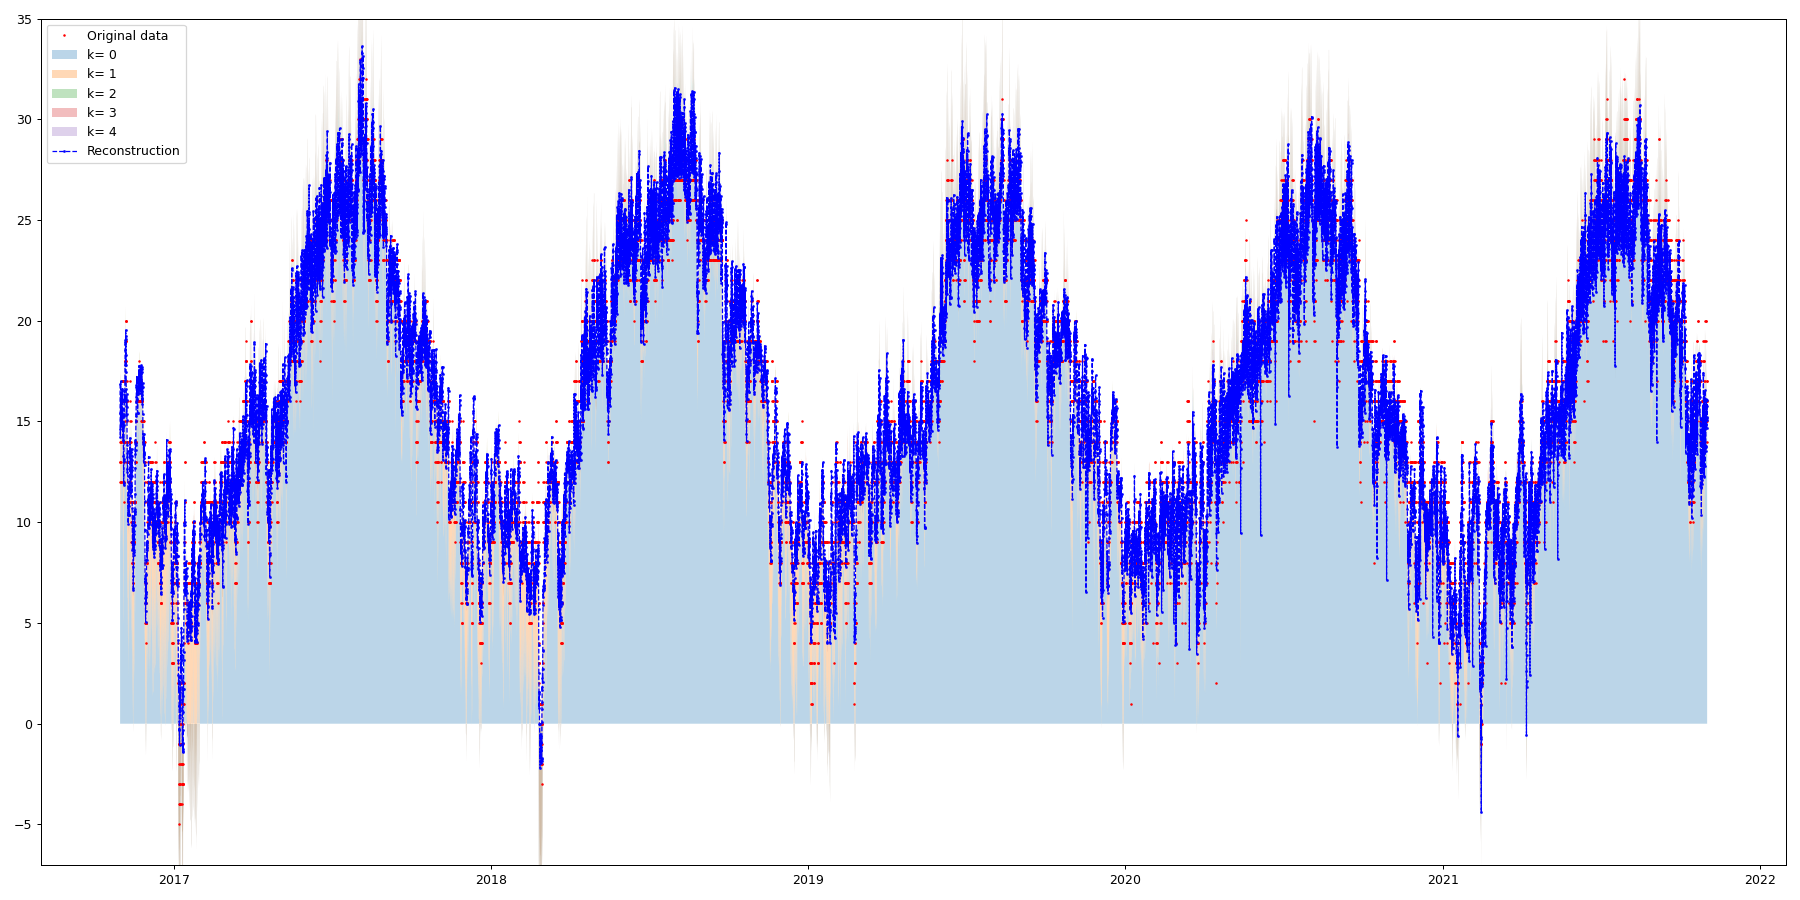 Original data
k= 0
k= 1
k= 2
k= 3
k= 4
Reconstruction
35
30
25
20
15
10
5
0
−5
2017 2018 2019 2020 2021 2022